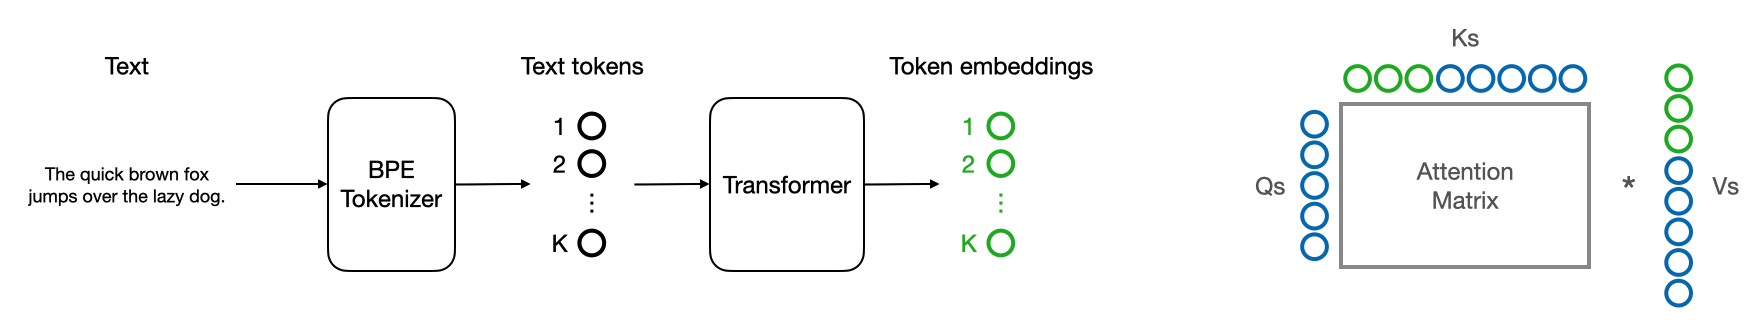 Text
The quick brown fox
jumps over the lazy dog.
BPE
Tokenizer
Text tokens
1
2
⋮
K
Transformer
Token embeddings
1
2
⋮
K
Ks
Qs
Attention
Matrix
*
Vs